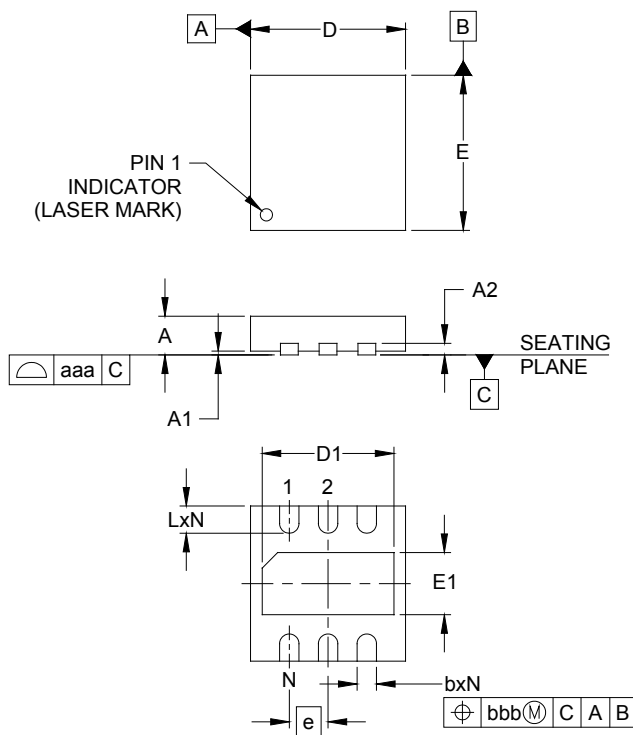 A
D
B
E
PIN 1
INDICATOR
(LASER MARK)
A
A2
SEATING
PLANE
aaa C
C
A1
D1
1 2
LxN
E1
N
bxN
e
bbb Ⓜ C A B